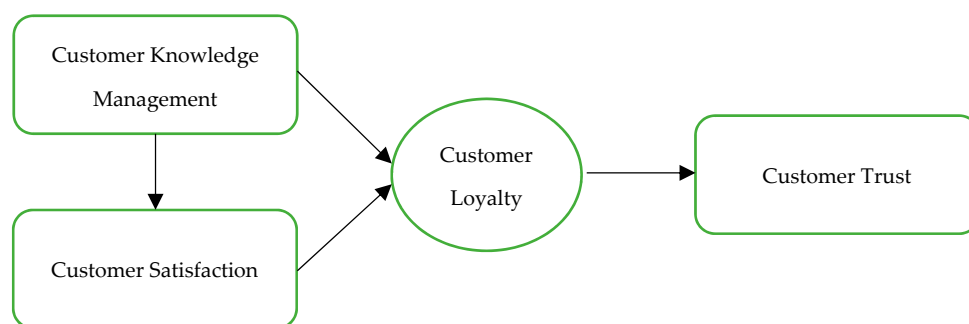 Customer Knowledge
Management
Customer
Loyalty
Customer Trust
Customer Satisfaction